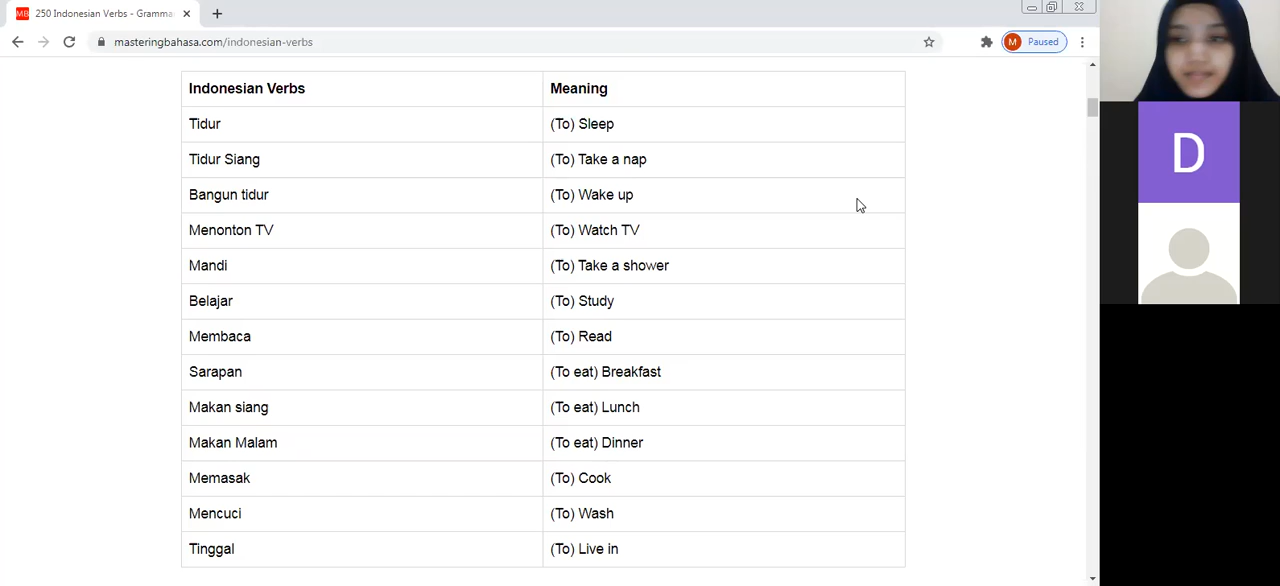 MB 250 Indonesian Verbs - Gramma
masteringbahasa.com/indonesian-verbs
M Paused
Indonesian Verbs Meaning
Tidur (To) Sleep
Tidur Siang (To) Take a nap
Bangun tidur (To) Wake up
Menonton TV (To) Watch TV
Mandi (To) Take a shower
Belajar (To) Study
Membaca (To) Read
Sarapan (To eat) Breakfast
Makan siang (To eat) Lunch
Makan Malam (To eat) Dinner
Memasak (To) Cook
Mencuci (To) Wash
Tinggal (To) Live in
D